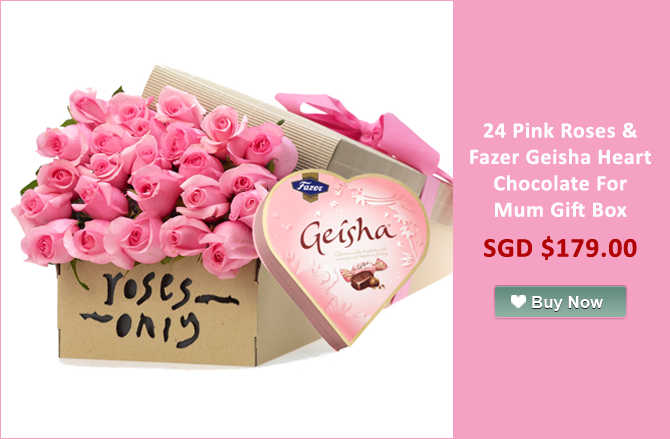 24 Pink Roses &
Fazer Geisha Heart
Chocolate For
Mum Gift Box
SGD $179.00
Buy Now
roses
only
Fazer
Geisha